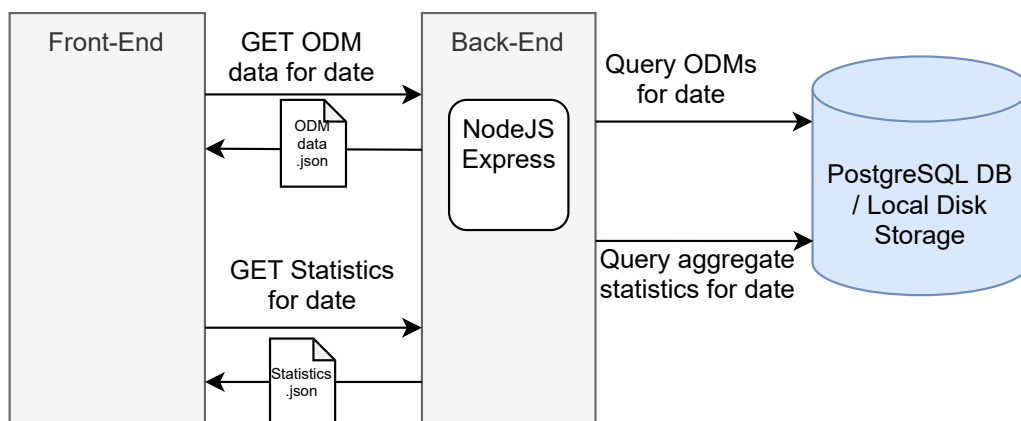 Front-End
GET ODM
data for date
Back-End
Query ODMs
for date
ODM
data
.json
NodeJS
Express
PostgreSQL DB
/ Local Disk
Storage
GET Statistics
for date
Query aggregate
statistics for date
Statistics
.json